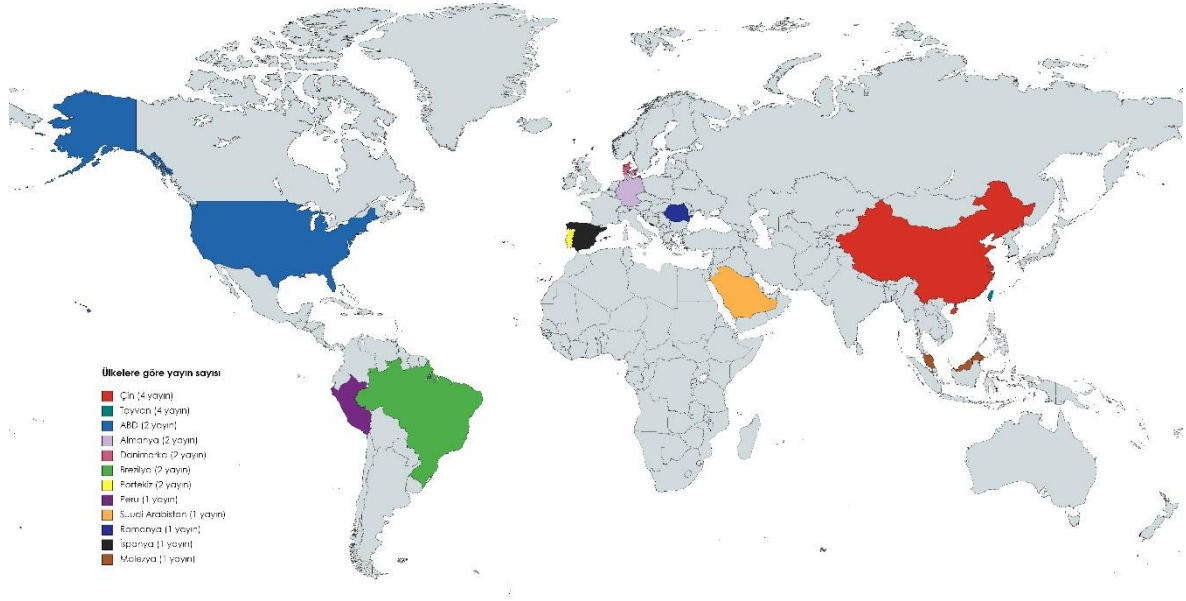 Ülkelere göre yayın sayısı
Çin (4 yayın)
Tayvan (4 yayın)
ABD (2 yayın)
Almanya (2 yayın)
Danimarka (2 yayın)
Brezilya (2 yayın)
Portekiz (2 yayın)
Peru (1 yayın)
Suudi Arabistan (1 yayın)
Romanya (1 yayın)
İspanya (1 yayın)
Malezya (1 yayın)